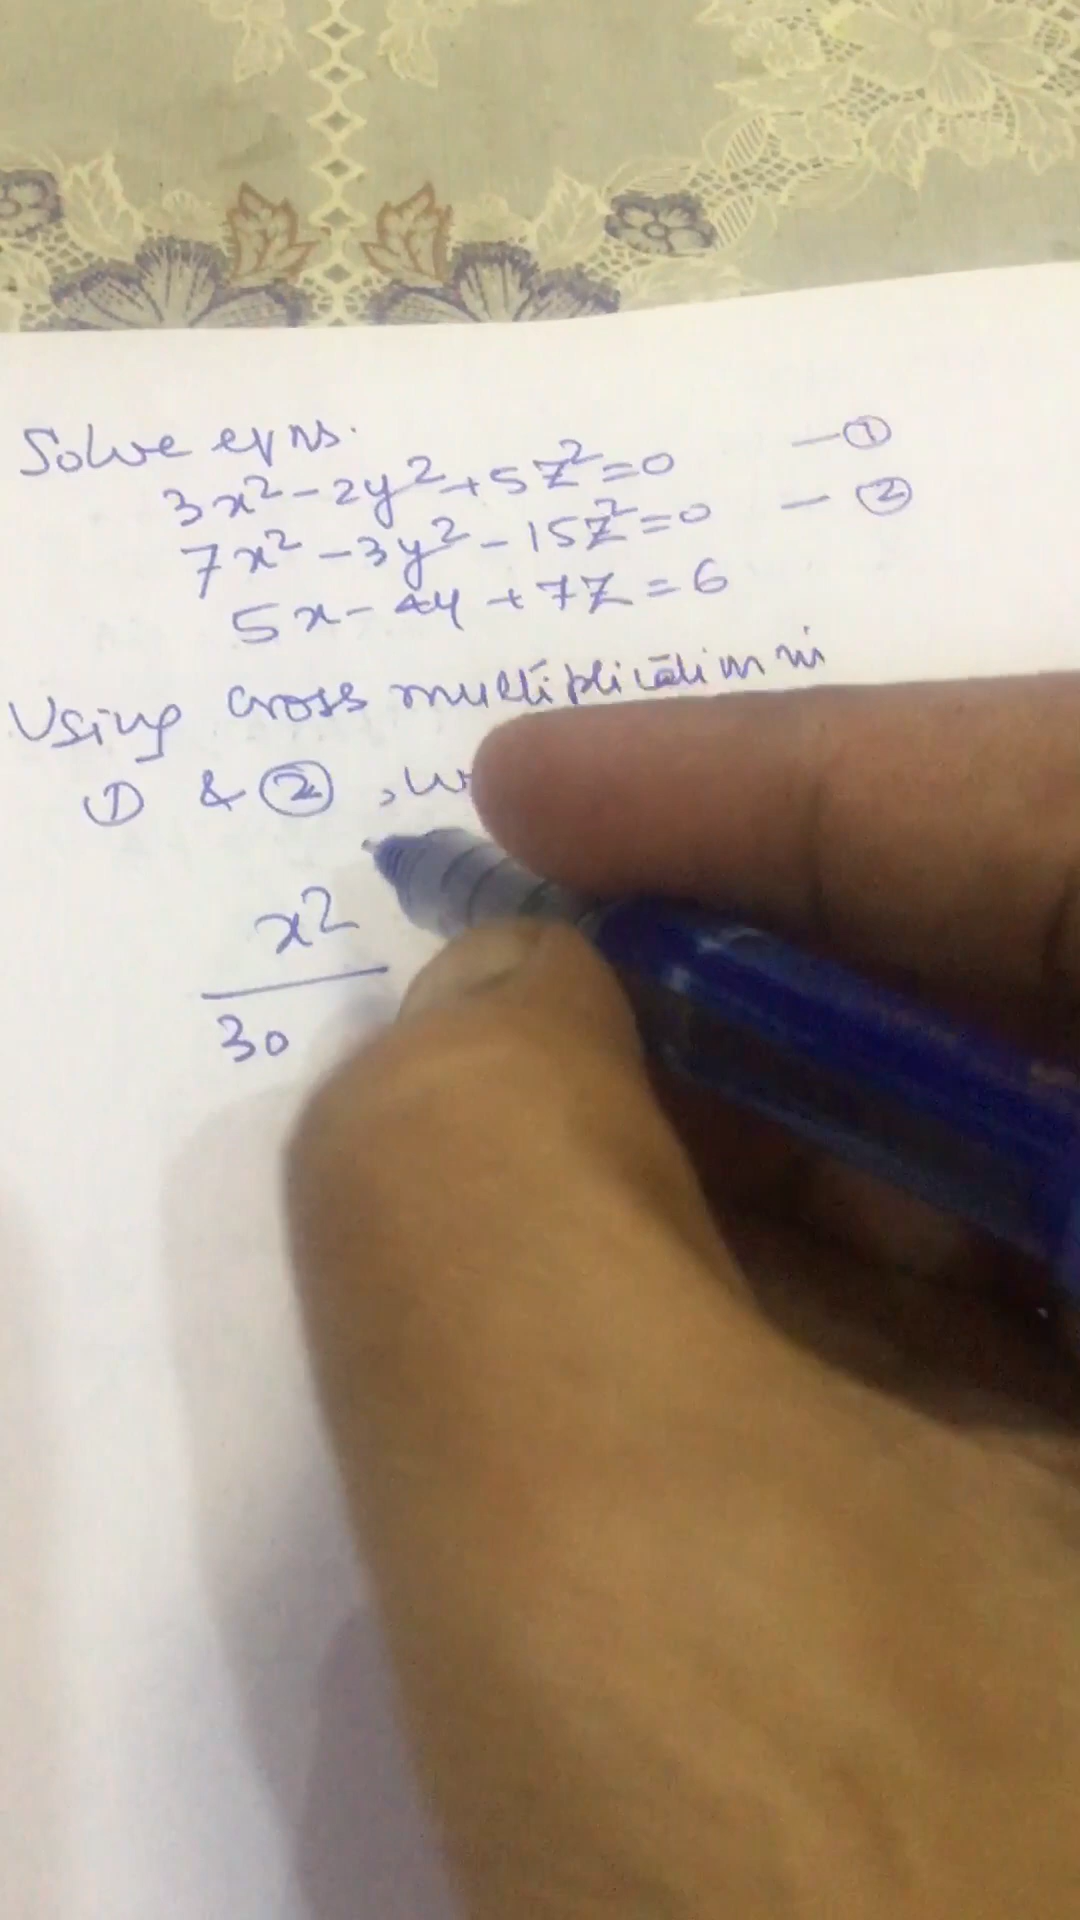 Solve eqns.
3x²-2y²+5z²=0 —①
7x²-3y²-15z²=0 —②
5x-4y+7z=6
Using cross multiplication in
① & ②, w
x²
30